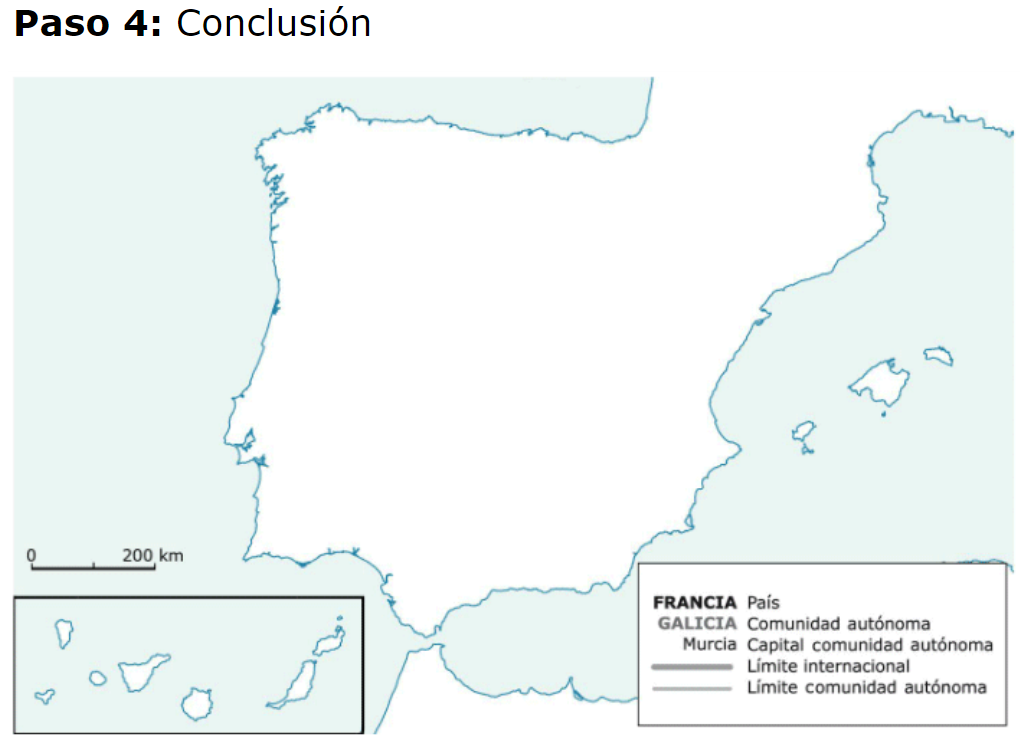 Paso 4: Conclusión
0 200 km
FRANCIA País
GALICIA Comunidad autónoma
Murcia Capital comunidad autónoma
Límite internacional
Límite comunidad autónoma